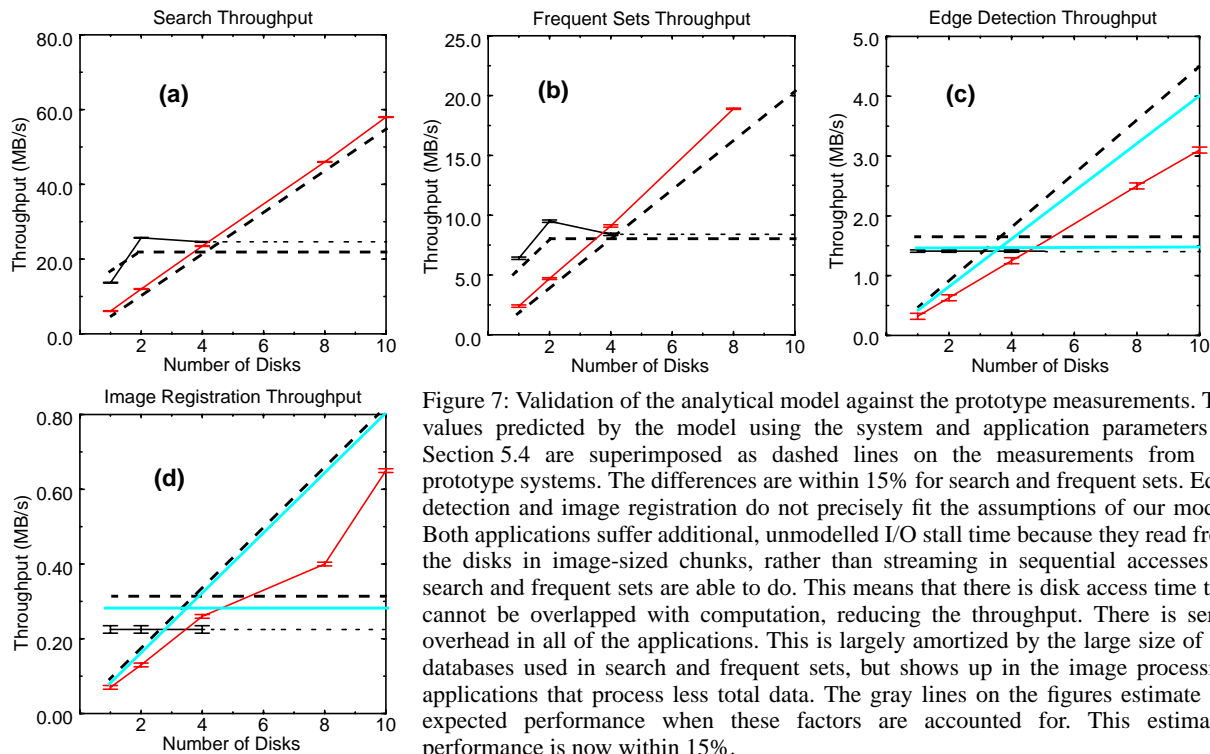 Search Throughput
80.0
60.0
40.0
20.0
0.0
Throughput (MB/s)
(a)
2 4 6 8 10
Number of Disks
Frequent Sets Throughput
25.0
20.0
15.0
10.0
5.0
0.0
Throughput (MB/s)
(b)
2 4 6 8 10
Number of Disks
Edge Detection Throughput
5.0
4.0
3.0
2.0
1.0
0.0
Throughput (MB/s)
(c)
2 4 6 8 10
Number of Disks
Image Registration Throughput
0.80
0.60
0.40
0.20
0.00
Throughput (MB/s)
(d)
2 4 6 8 10
Number of Disks
Figure 7: Validation of the analytical model against the prototype measurements. T
values predicted by the model using the system and application parameters
Section 5.4 are superimposed as dashed lines on the measurements from
prototype systems. The differences are within 15% for search and frequent sets. Ed
detection and image registration do not precisely fit the assumptions of our mod
Both applications suffer additional, unmodelled I/O stall time because they read fro
the disks in image-sized chunks, rather than streaming in sequential accesses
search and frequent sets are able to do. This means that there is disk access time t
cannot be overlapped with computation, reducing the throughput. There is ser
overhead in all of the applications. This is largely amortized by the large size of
databases used in search and frequent sets, but shows up in the image processi
applications that process less total data. The gray lines on the figures estimate
expected performance when these factors are accounted for. This estima
performance is now within 15%.